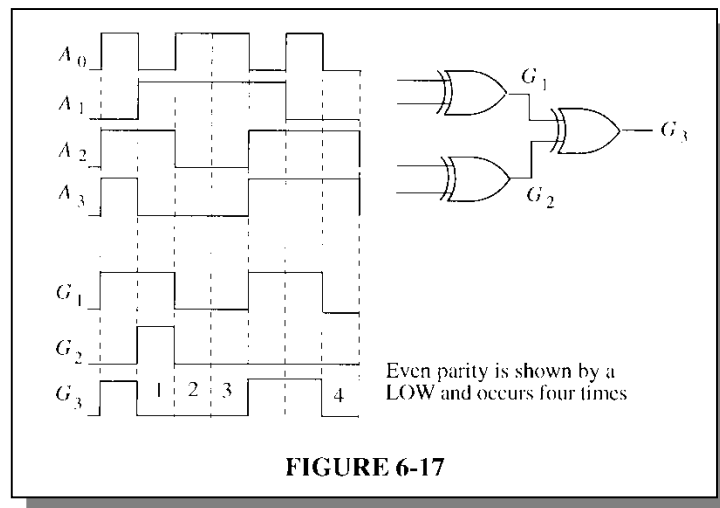 A0
A1
A2
A3
G1
G2
G3
1 2 3 4
G1
G2
G3
Even parity is shown by a
LOW and occurs four times
FIGURE 6-17